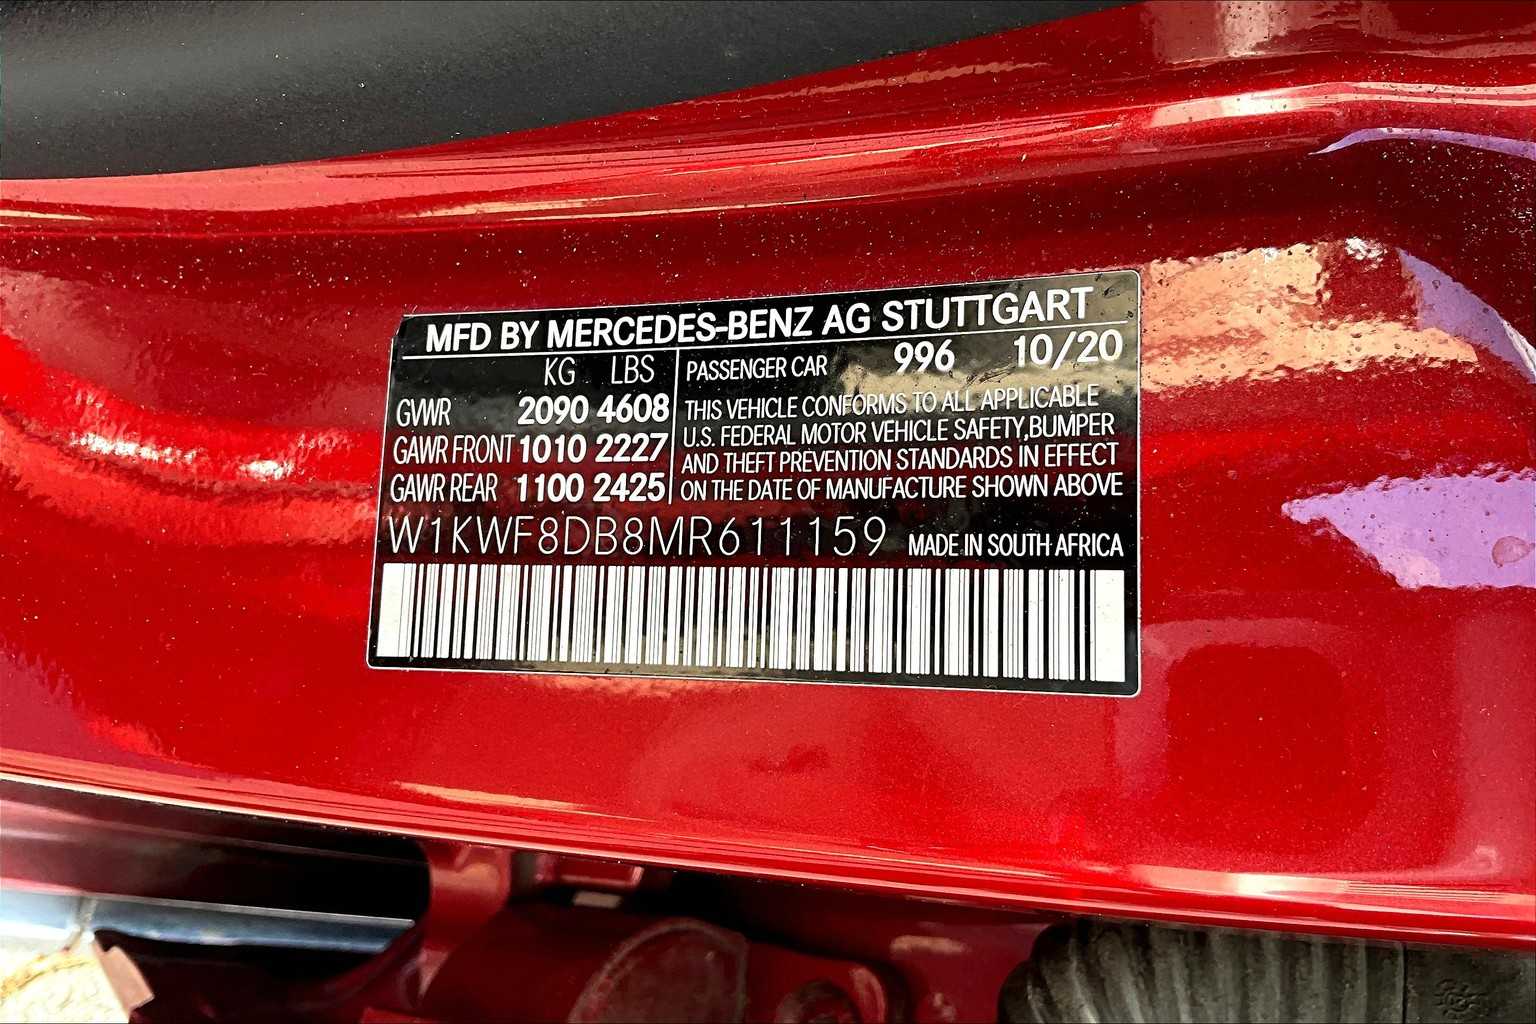 MFD BY MERCEDES-BENZ AG STUTTGART
KG LBS
GVWR 2090 4608
GAWR FRONT 1010 2227
GAWR REAR 1100 2425
PASSENGER CAR 996 10/20
THIS VEHICLE CONFORMS TO ALL APPLICABLE
U.S. FEDERAL MOTOR VEHICLE SAFETY,BUMPER
AND THEFT PREVENTION STANDARDS IN EFFECT
ON THE DATE OF MANUFACTURE SHOWN ABOVE
W1KWF8DB8MR611159 MADE IN SOUTH AFRICA